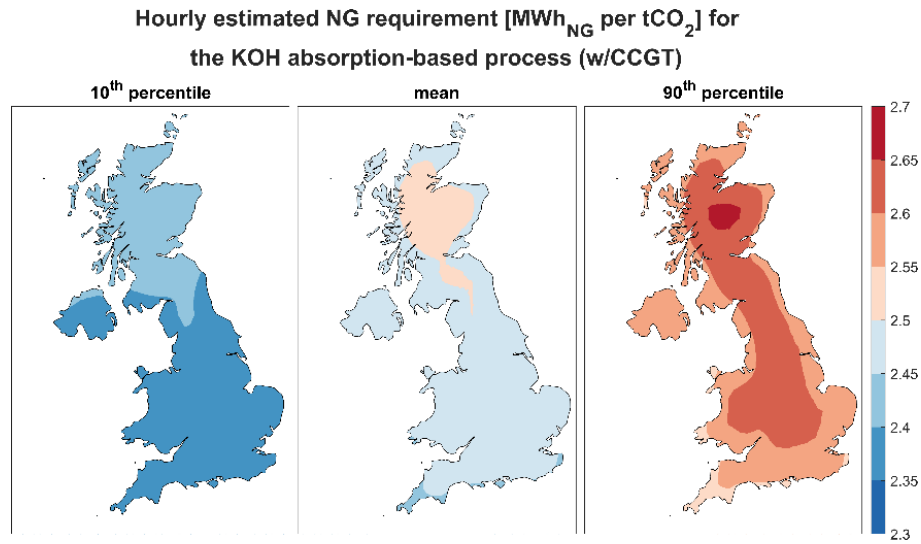 Hourly estimated NG requirement [MWhNG per tCO2] for
the KOH absorption-based process (w/CCGT)
10th percentile
mean
90th percentile
2.7
2.65
2.6
2.55
2.5
2.45
2.4
2.35
2.3